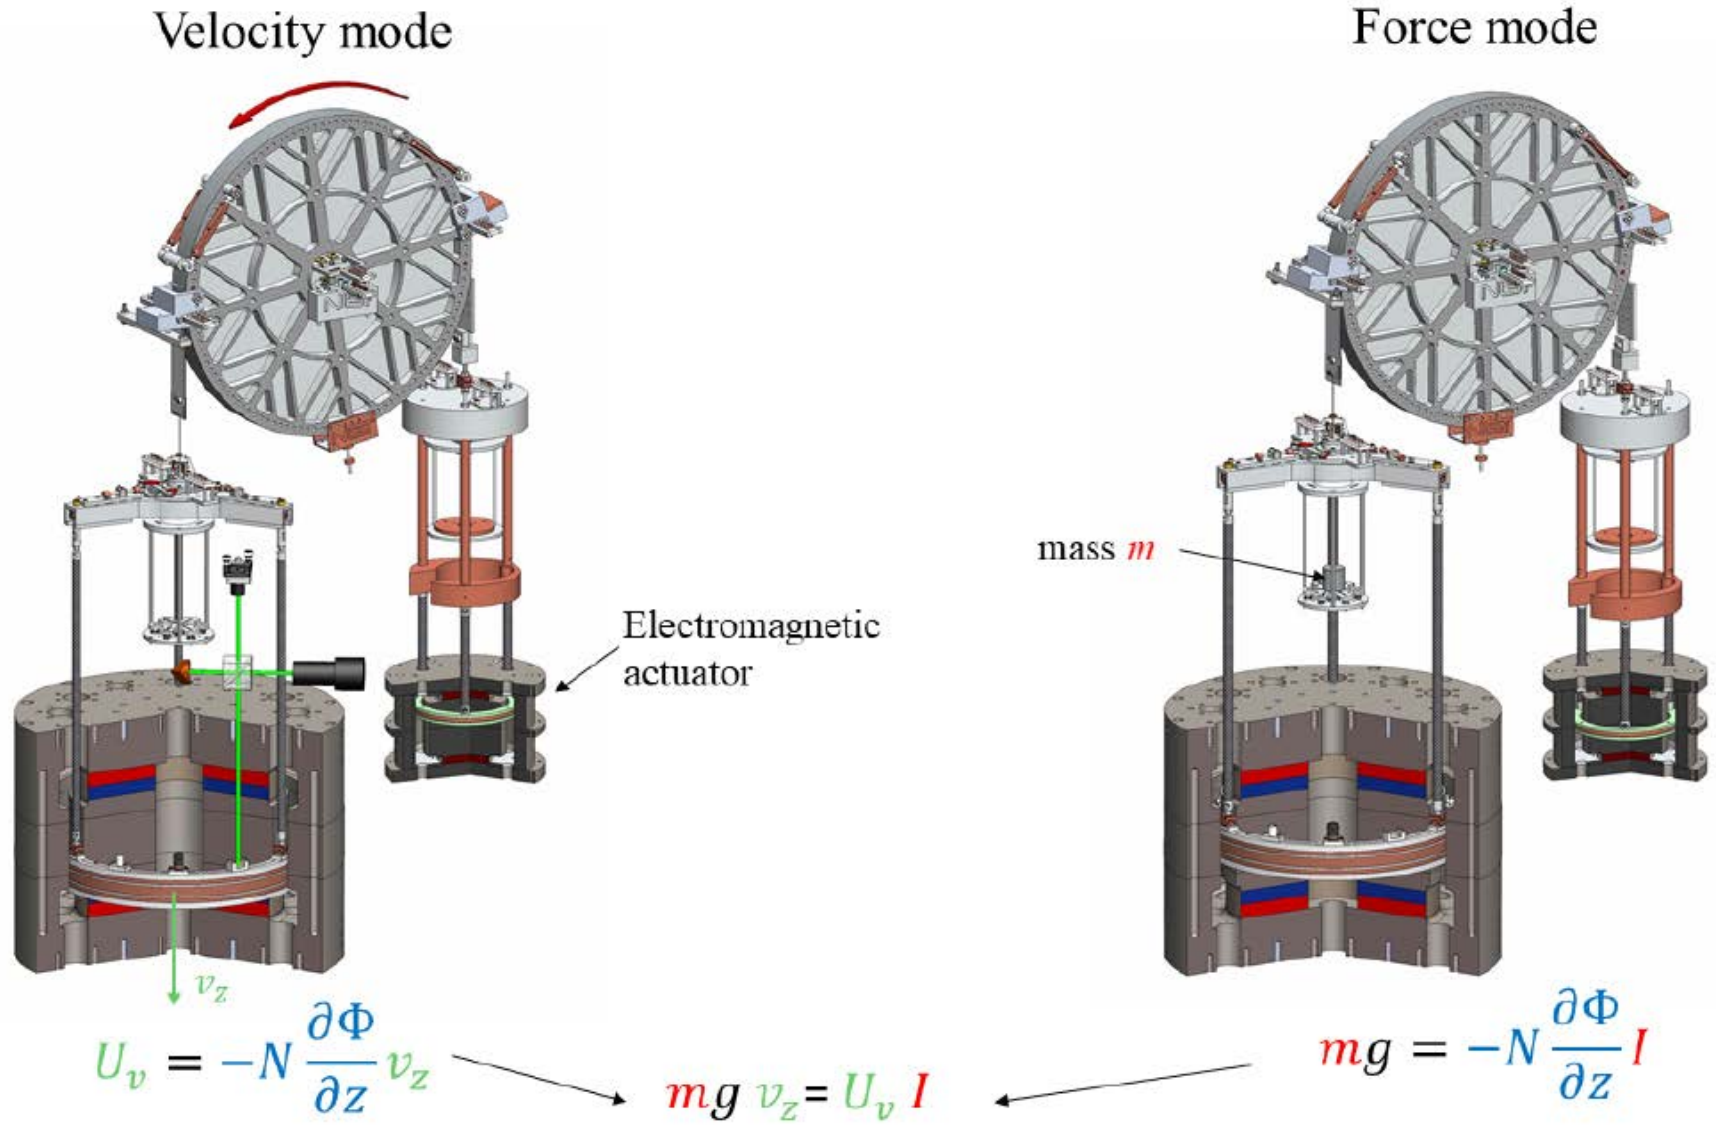 Velocity mode
Force mode
mass m
Electromagnetic
actuator
v_z
U_v = -N ∂Φ/∂z v_z
mg v_z = U_v I
mg = -N ∂Φ/∂z I